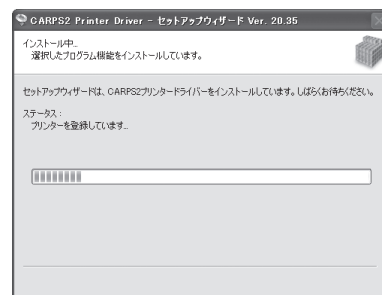 CARPS2 Printer Driver - セットアップウィザード Ver. 20.35
インストール中...
選択したプログラム機能をインストールしています。
セットアップウィザードは、CARPS2プリンタードライバーをインストールしています。しばらくお待ちください。
ステータス:
プリンターを登録しています...